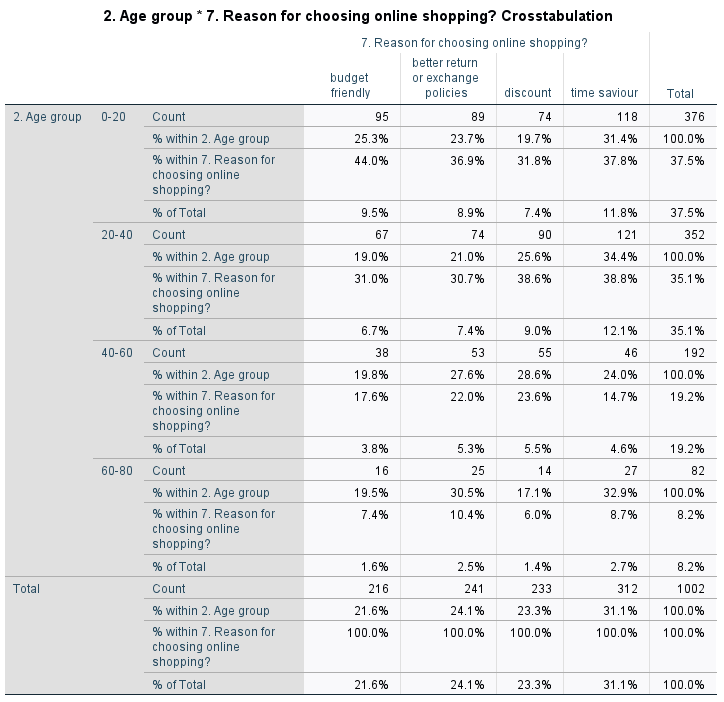 2. Age group * 7. Reason for choosing online shopping? Crosstabulation
7. Reason for choosing online shopping?
budget friendly better return or exchange policies discount time saviour Total
2. Age group 0-20 Count 95 89 74 118 376
% within 2. Age group 25.3% 23.7% 19.7% 31.4% 100.0%
% within 7. Reason for choosing online shopping? 44.0% 36.9% 31.8% 37.8% 37.5%
% of Total 9.5% 8.9% 7.4% 11.8% 37.5%
20-40 Count 67 74 90 121 352
% within 2. Age group 19.0% 21.0% 25.6% 34.4% 100.0%
% within 7. Reason for choosing online shopping? 31.0% 30.7% 38.6% 38.8% 35.1%
% of Total 6.7% 7.4% 9.0% 12.1% 35.1%
40-60 Count 38 53 55 46 192
% within 2. Age group 19.8% 27.6% 28.6% 24.0% 100.0%
% within 7. Reason for choosing online shopping? 17.6% 22.0% 23.6% 14.7% 19.2%
% of Total 3.8% 5.3% 5.5% 4.6% 19.2%
60-80 Count 16 25 14 27 82
% within 2. Age group 19.5% 30.5% 17.1% 32.9% 100.0%
% within 7. Reason for choosing online shopping? 7.4% 10.4% 6.0% 8.7% 8.2%
% of Total 1.6% 2.5% 1.4% 2.7% 8.2%
Total Count 216 241 233 312 1002
% within 2. Age group 21.6% 24.1% 23.3% 31.1% 100.0%
% within 7. Reason for choosing online shopping? 100.0% 100.0% 100.0% 100.0% 100.0%
% of Total 21.6% 24.1% 23.3% 31.1% 100.0%